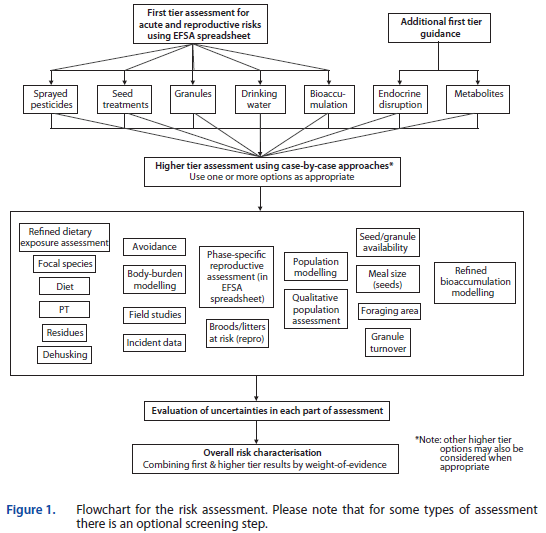 First tier assessment for
acute and reproductive risks
using EFSA spreadsheet
Additional first tier
guidance
Sprayed
pesticides
Seed
treatments
Granules
Drinking
water
Bioaccu-
mulation
Endocrine
disruption
Metabolites
Higher tier assessment using case-by-case approaches*
Use one or more options as appropriate
Refined dietary
exposure assessment
Focal species
Diet
PT
Residues
Dehusking
Avoidance
Body-burden
modelling
Field studies
Incident data
Phase-specific
reproductive
assessment (in
EFSA
spreadsheet)
Broods/litters
at risk (repro)
Population
modelling
Qualitative
population
assessment
Seed/granule
availability
Meal size
(seeds)
Foraging area
Granule
turnover
Refined
bioaccumulation
modelling
Evaluation of uncertainties in each part of assessment
Overall risk characterisation
Combining first & higher tier results by weight-of-evidence
*Note: other higher tier
options may also be
considered when
appropriate
Figure 1. Flowchart for the risk assessment. Please note that for some types of assessment
there is an optional screening step.